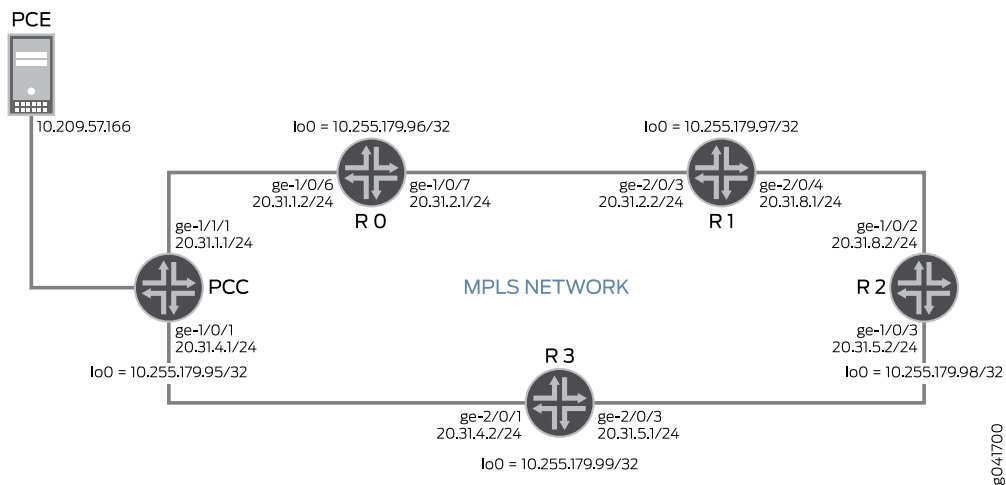 PCE
10.209.57.166
lo0 = 10.255.179.96/32
lo0 = 10.255.179.97/32
ge-1/0/6
20.31.1.2/24
ge-1/0/7
20.31.2.1/24
R 0
ge-2/0/3
20.31.2.2/24
ge-2/0/4
20.31.8.1/24
R 1
ge-1/1/1
20.31.1.1/24
ge-1/0/2
20.31.8.2/24
PCC
MPLS NETWORK
R 2
ge-1/0/1
20.31.4.1/24
ge-1/0/3
20.31.5.2/24
lo0 = 10.255.179.95/32
R 3
lo0 = 10.255.179.98/32
ge-2/0/1
20.31.4.2/24
ge-2/0/3
20.31.5.1/24
lo0 = 10.255.179.99/32
g041700